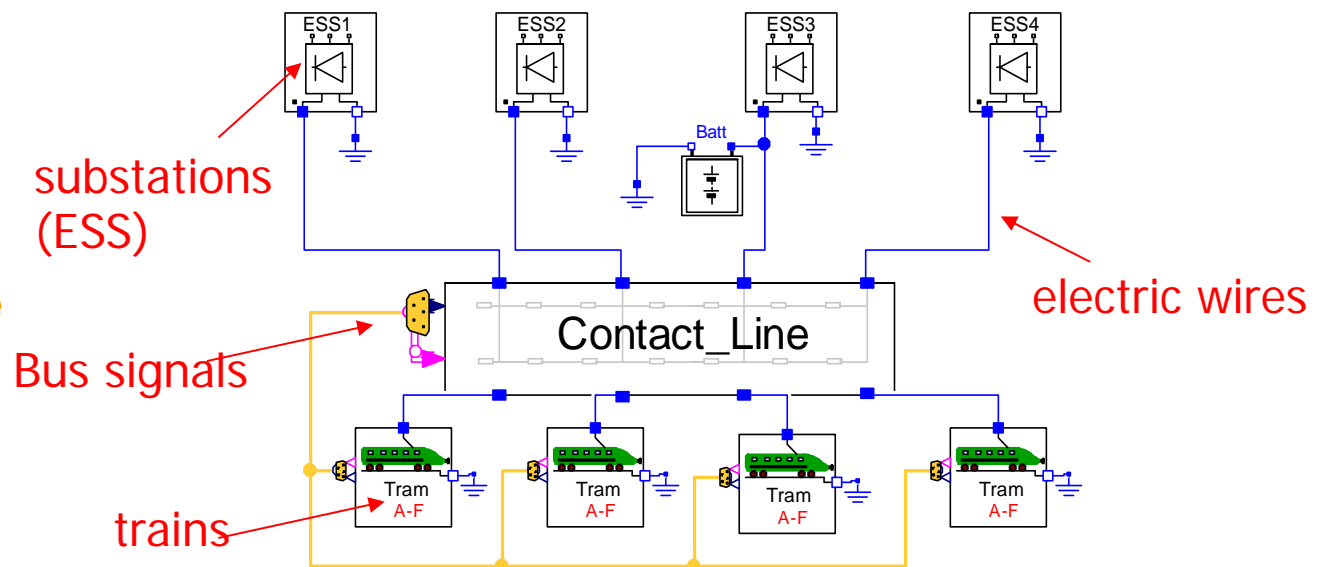 ESS1
ESS2
ESS3
ESS4
Batt
substations
(ESS)
electric wires
Contact_Line
Bus signals
Tram
A-F
Tram
A-F
Tram
A-F
Tram
A-F
trains